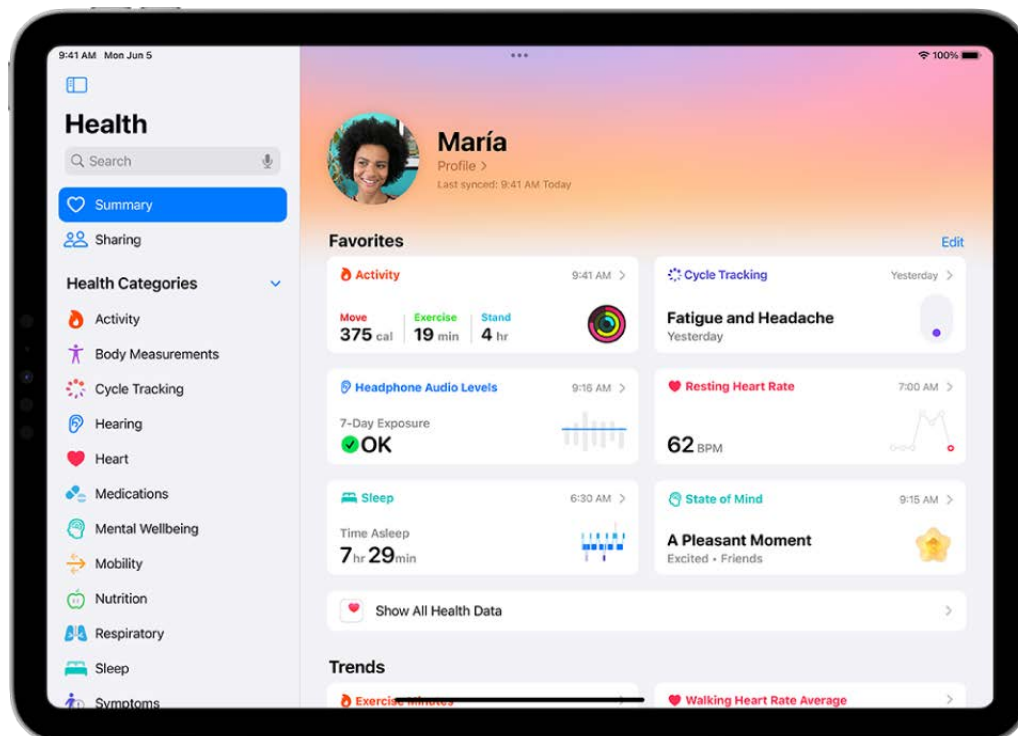 9:41 AM Mon Jun 5
100%
Health
Search
Summary
Sharing
Health Categories
Activity
Body Measurements
Cycle Tracking
Hearing
Heart
Medications
Mental Wellbeing
Mobility
Nutrition
Respiratory
Sleep
Symptoms
María
Profile >
Last synced: 9:41 AM Today
Favorites
Edit
Activity
9:41 AM >
Move
Exercise
Stand
375 cal
19 min
4 hr
Cycle Tracking
Yesterday >
Fatigue and Headache
Yesterday
Headphone Audio Levels
9:16 AM >
7-Day Exposure
OK
Resting Heart Rate
7:00 AM >
62 BPM
Sleep
6:30 AM >
Time Asleep
7 hr 29 min
State of Mind
9:15 AM >
A Pleasant Moment
Excited • Friends
Show All Health Data >
Trends
Exercise Minutes >
Walking Heart Rate Average >